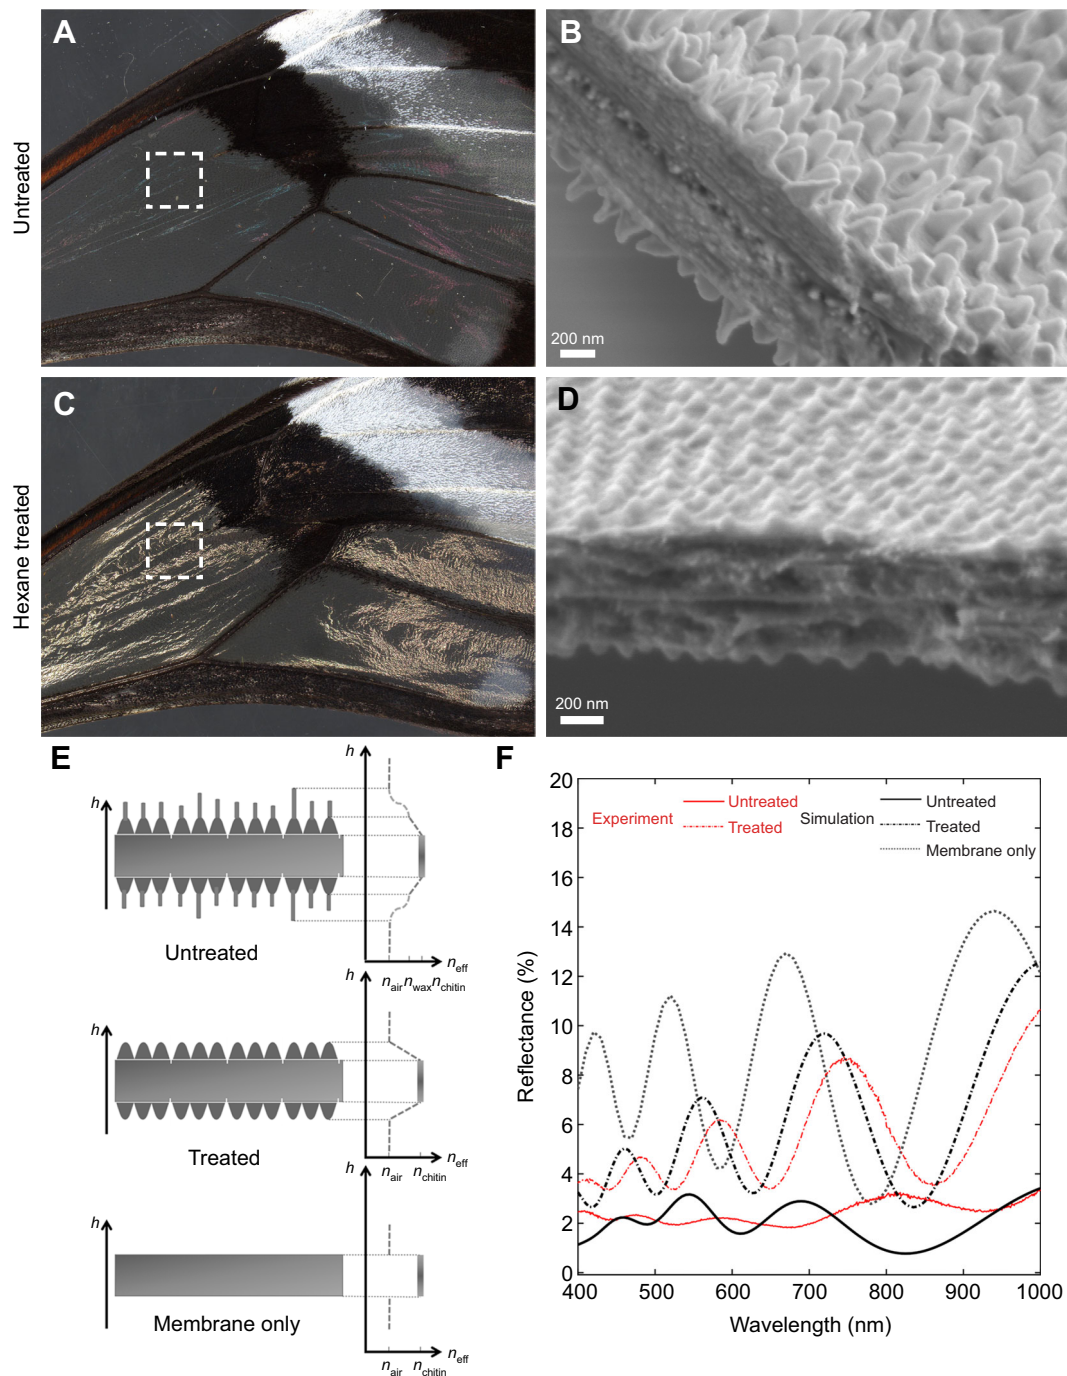 A
B
Untreated
200 nm
C
D
Hexane treated
200 nm
E
h
h
Untreated
n_eff
n_air n_wax n_chitin
h
h
Treated
n_eff
n_air n_chitin
h
h
Membrane only
n_eff
n_air n_chitin
F
20
18
16
14
12
10
8
6
4
2
0
Reflectance (%)
Experiment
Untreated
Treated
Simulation
Untreated
Treated
Membrane only
400 500 600 700 800 900 1000
Wavelength (nm)